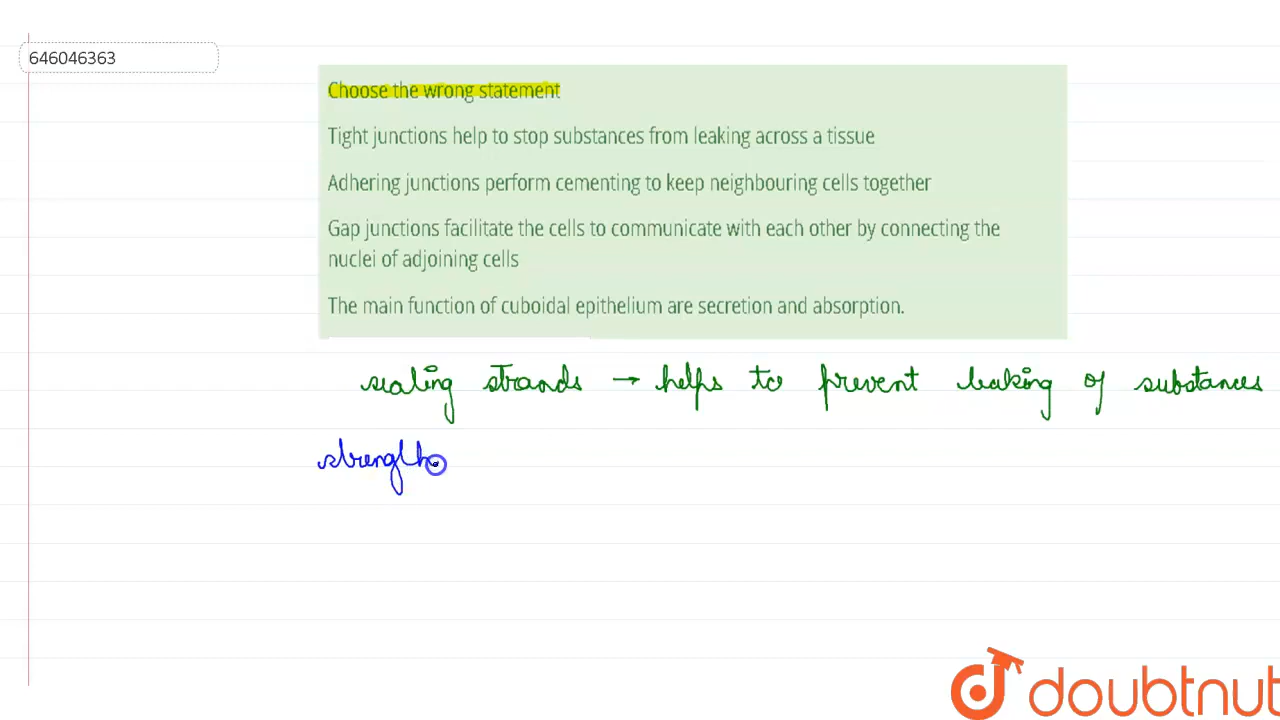 646046363
Choose the wrong statement
Tight junctions help to stop substances from leaking across a tissue
Adhering junctions perform cementing to keep neighbouring cells together
Gap junctions facilitate the cells to communicate with each other by connecting the
nuclei of adjoining cells
The main function of cuboidal epithelium are secretion and absorption.
sealing strands → helps to prevent leaking of substances
strengthe
doubtnut